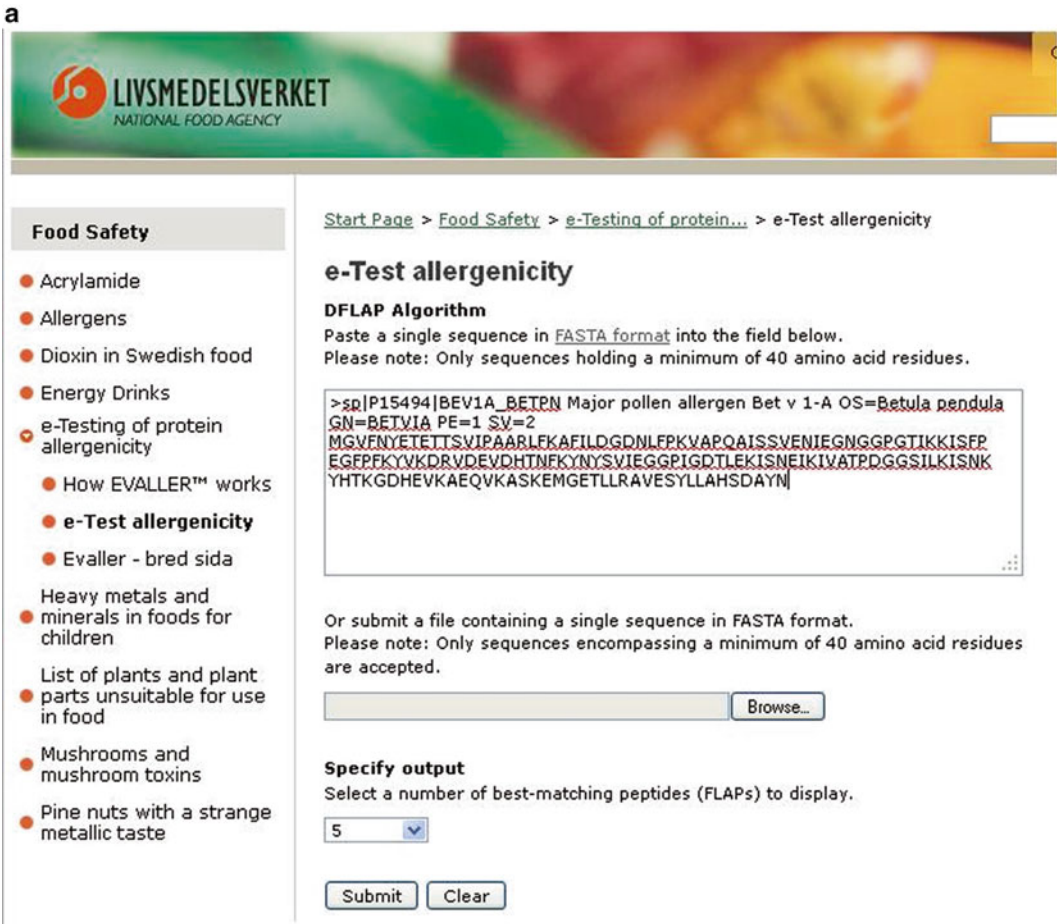 a
LIVSMEDELSVERKET
NATIONAL FOOD AGENCY
Food Safety
Acrylamide
Allergens
Dioxin in Swedish food
Energy Drinks
e-Testing of protein
allergenicity
How EVALLER™ works
e-Test allergenicity
Evaller - bred sida
Heavy metals and
minerals in foods for
children
List of plants and plant
parts unsuitable for use
in food
Mushrooms and
mushroom toxins
Pine nuts with a strange
metallic taste
Start Page > Food Safety > e-Testing of protein... > e-Test allergenicity
e-Test allergenicity
DFLAP Algorithm
Paste a single sequence in FASTA format into the field below.
Please note: Only sequences holding a minimum of 40 amino acid residues.
>sp|P15494|BEV1A_BETPN Major pollen allergen Bet v 1-A OS=Betula pendula
GN=BETVIA PE=1 SV=2
MGVFNYETETTSVIPAARLFKAFILDGDNLFPKVAPQAISSVENIEGNGGPGTIKKISFP
EGFPFKYVKDRVDEVDHTNFKYNYSVIEGGPIGDTLEKISNEIKIVATPDGGSILKISNK
YHTKGDHEVKAEQVKASKEMGETLLRAVESYLLAHSDAYN
Or submit a file containing a single sequence in FASTA format.
Please note: Only sequences encompassing a minimum of 40 amino acid residues
are accepted.
Browse...
Specify output
Select a number of best-matching peptides (FLAPs) to display.
5
Submit Clear